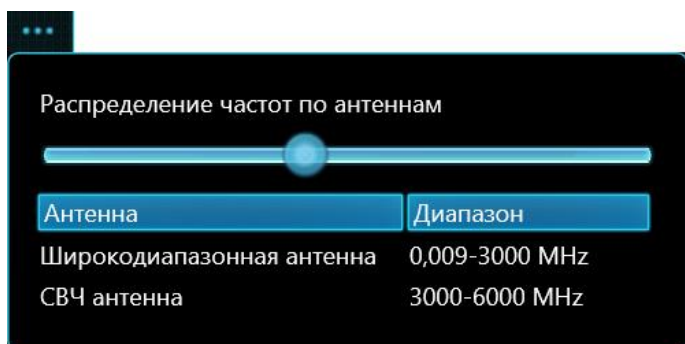 Распределение частот по антеннам
Антенна Диапазон
Широкодиапазонная антенна 0,009-3000 MHz
СВЧ антенна 3000-6000 MHz